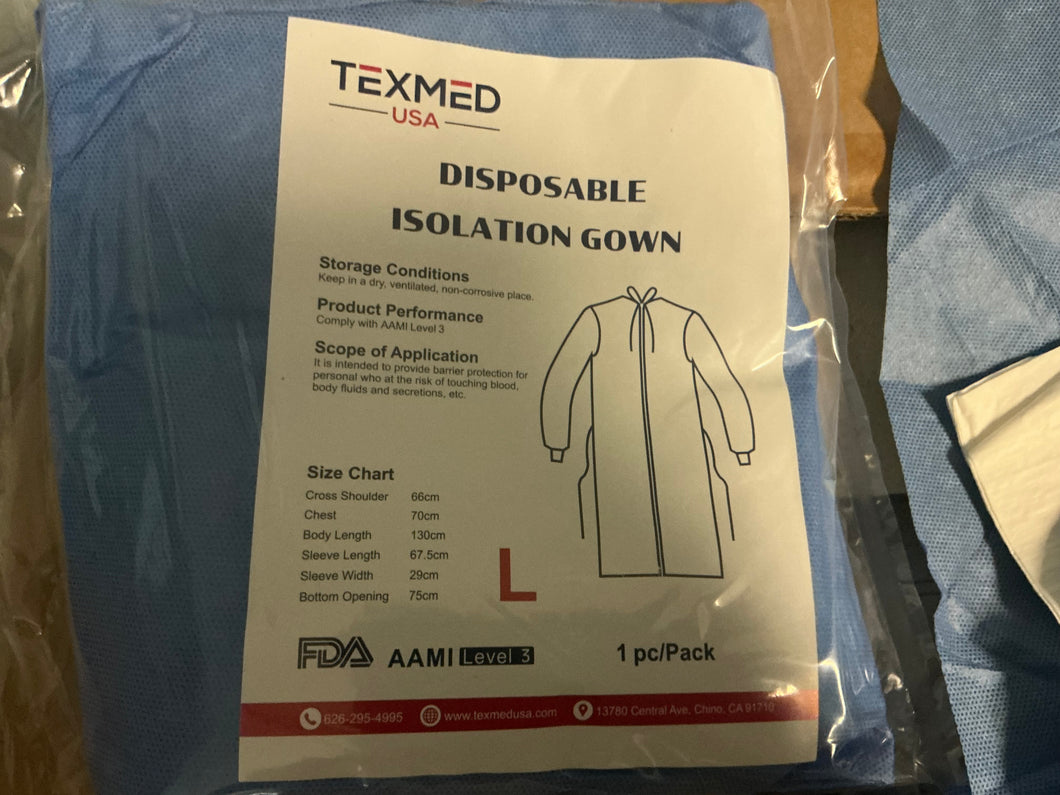 TEXMED
USA
DISPOSABLE
ISOLATION GOWN
Storage Conditions
Keep in a dry, ventilated, non-corrosive place.
Product Performance
Comply with AAMI Level 3
Scope of Application
It is intended to provide barrier protection for
personal who at the risk of touching blood,
body fluids and secretions, etc.
Size Chart
Cross Shoulder 66cm
Chest 70cm
Body Length 130cm
Sleeve Length 67.5cm
Sleeve Width 29cm
Bottom Opening 75cm
L
FDA AAMI Level 3 1 pc/Pack
626-295-4995 www.texmedusa.com 13780 Central Ave, Chino, CA 91710